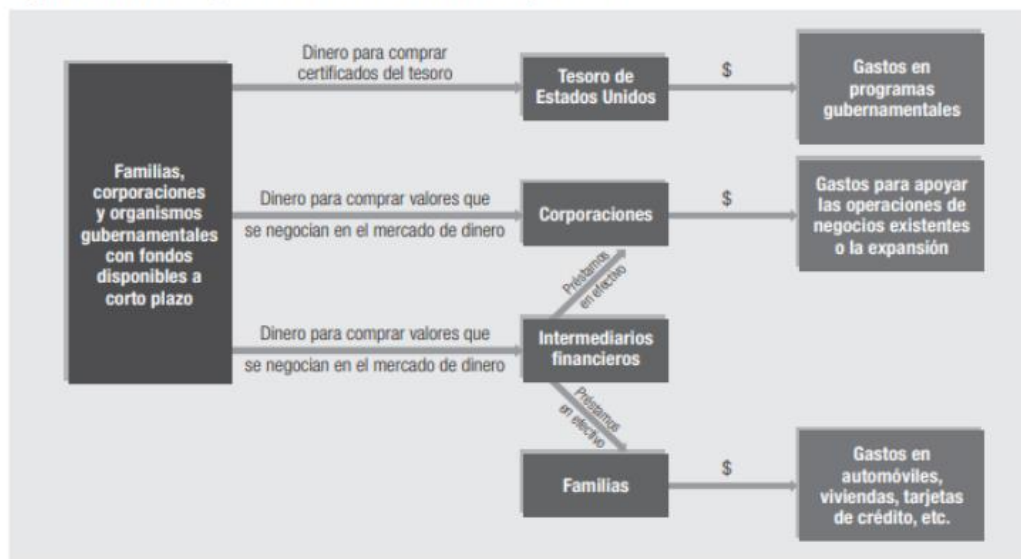 Dinero para comprar
certificados del tesoro
Tesoro de
Estados Unidos
$
Gastos en
programas
gubernamentales
Familias,
corporaciones
y organismos
gubernamentales
con fondos
disponibles a
corto plazo
Dinero para comprar valores que
se negocian en el mercado de dinero
Corporaciones
$
Gastos para apoyar
las operaciones de
negocios existentes
o la expansión
Préstamos
en efectivo
Dinero para comprar valores que
se negocian en el mercado de dinero
Intermediarios
financieros
Préstamos
en efectivo
Familias
$
Gastos en
automóviles,
viviendas, tarjetas
de crédito, etc.